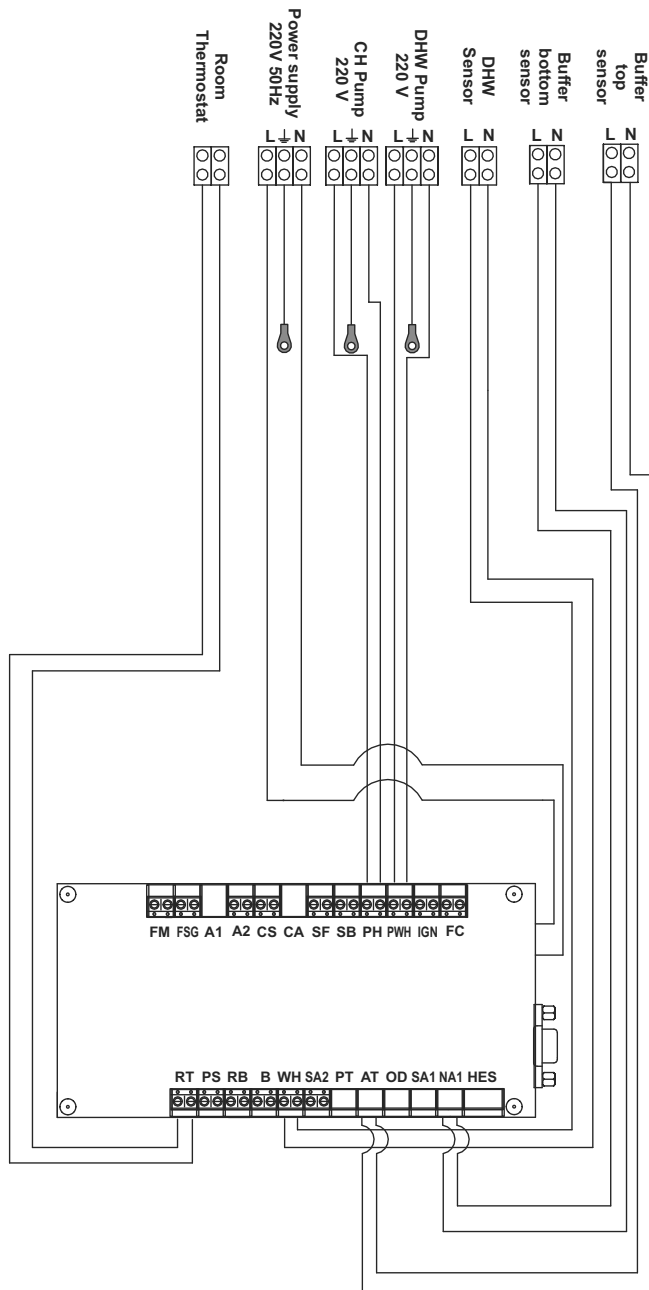 Room
Thermostat
Power supply
220V 50Hz
CH Pump
220 V
DHW Pump
220 V
DHW
Sensor
Buffer
bottom
sensor
Buffer
top
sensor
L ⏚ N
L ⏚ N
L ⏚ N
L N
L N
L N
FM FSG A1 A2 CS CA SF SB PH PWH IGN FC
RT PS RB B WH SA2 PT AT OD SA1 NA1 HES